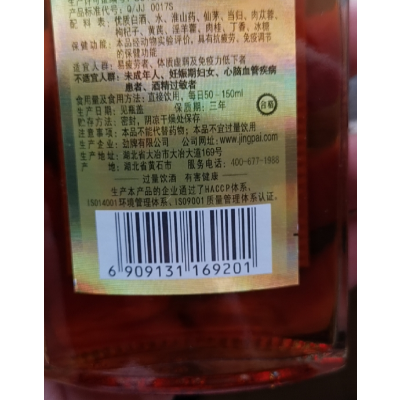 产品标准代号: Q/JJ 0017S
配 料 表: 优质白酒、水、淮山药、仙茅、当归、肉苁蓉、
枸杞子、黄芪、淫羊藿、肉桂、丁香、冰糖
保健功能: 本品经动物实验评价,具有抗疲劳、免疫调节
的保健功能
适宜人群: 易疲劳者、体质虚弱及免疫力低下者
不适宜人群: 未成年人、妊娠期妇女、心脑血管疾病
患者、酒精过敏者
食用量及食用方法: 直接饮用,每日50-150ml
生产日期: 见瓶盖 保 质 期: 三年
合格
贮存方法: 密封,阴凉干燥处保存
注意事项: 本品不能代替药物; 本品不宜过量饮用
生产企业: 劲牌有限公司 公司网址: www.jingpai.com
生产地址: 湖北省大冶市大冶大道169号
产 地: 湖北省黄石市 服务电话: 400-677-1955
过量饮酒 有害健康
生产本产品的企业通过了HACCP体系、
ISO14001环境管理体系、ISO9001质量管理体系认证。
6 909131 169201